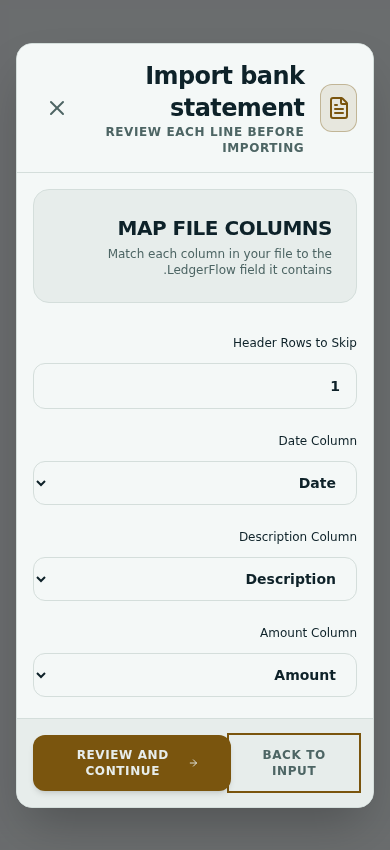 Import bank
statement
REVIEW EACH LINE BEFORE
IMPORTING
MAP FILE COLUMNS
Match each column in your file to the
.LedgerFlow field it contains
Header Rows to Skip
1
Date Column
Date
Description Column
Description
Amount Column
Amount
BACK TO
INPUT
REVIEW AND
CONTINUE